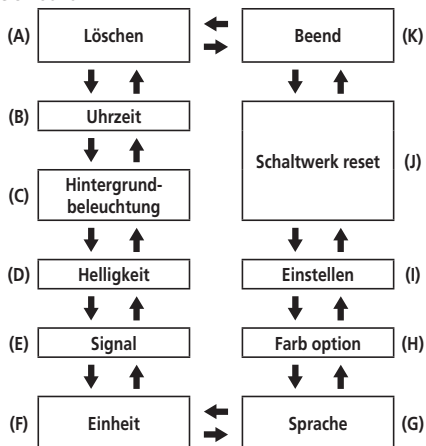 (A) Löschen
Beend (K)
(B) Uhrzeit
Schaltwerk reset (J)
(C) Hintergrund-
beleuchtung
(D) Helligkeit
Einstellen (I)
(E) Signal
Farb option (H)
(F) Einheit
Sprache (G)